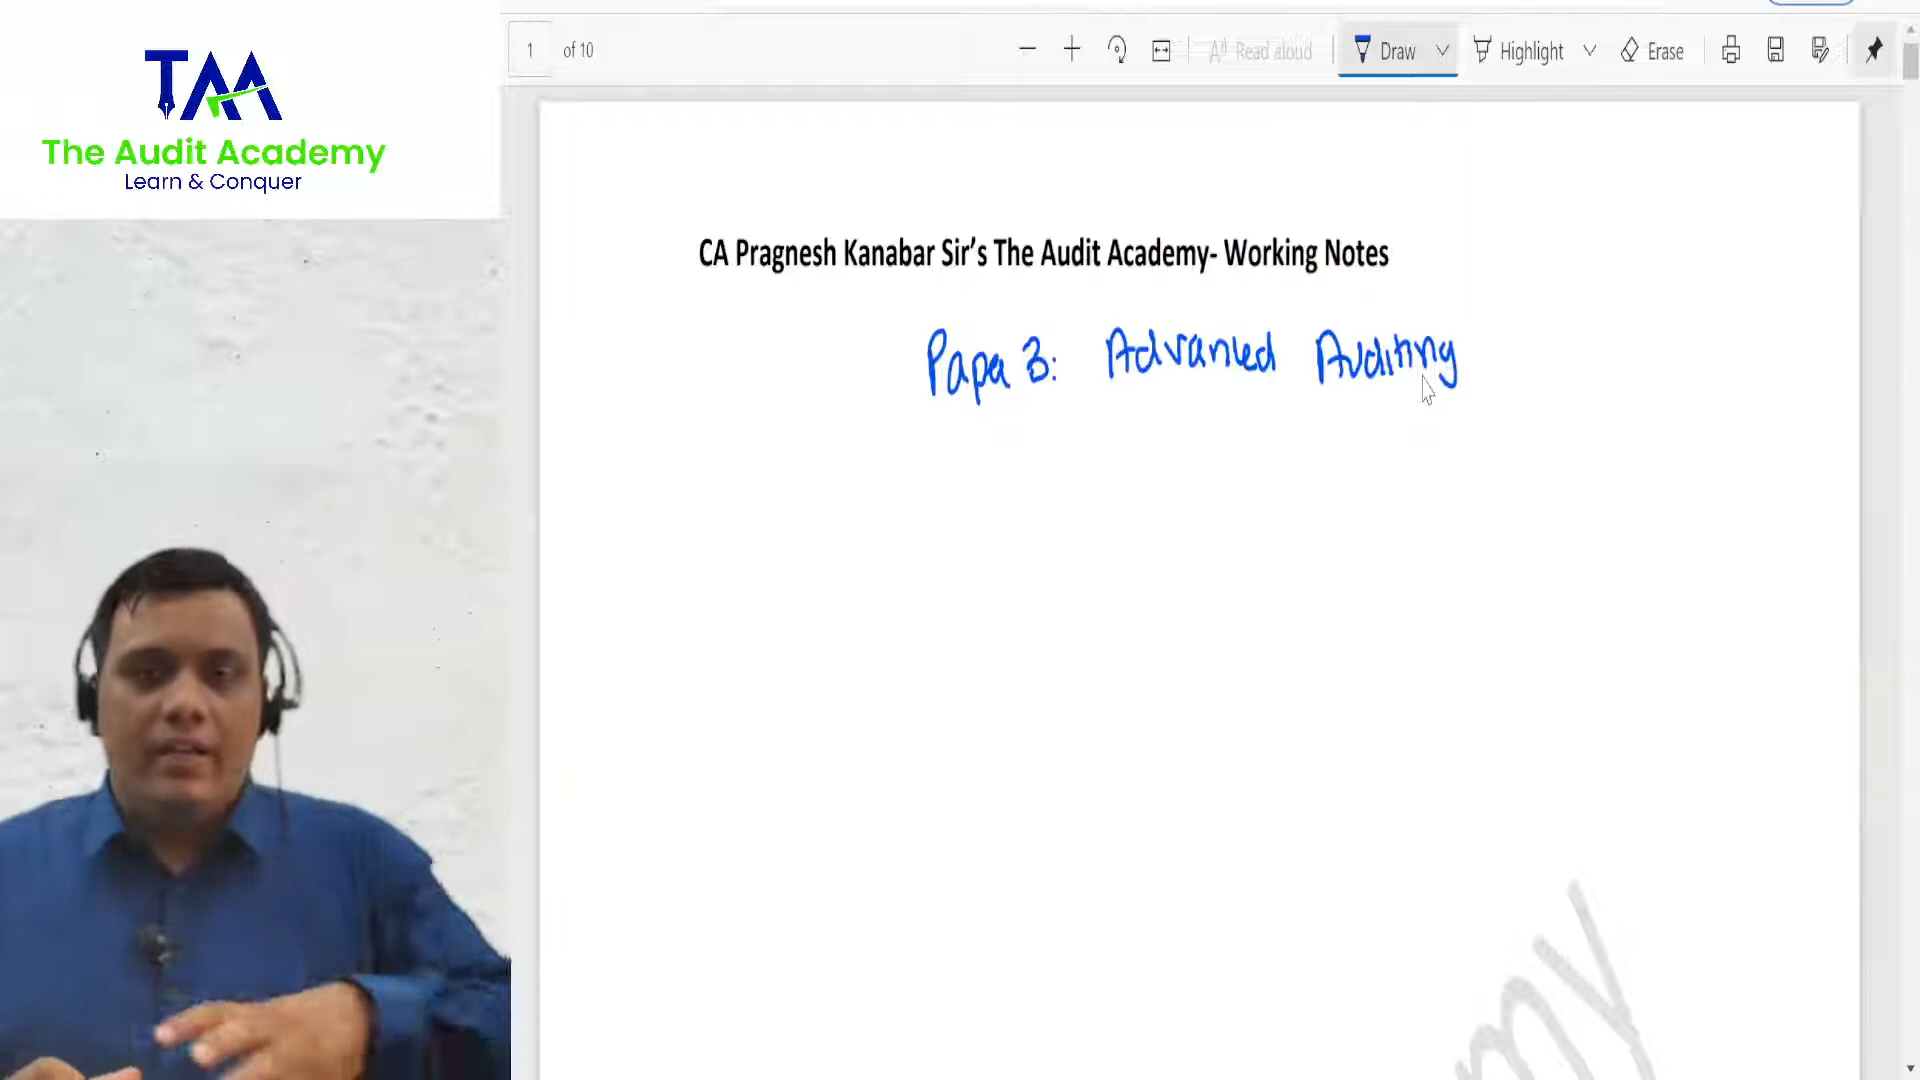 TAA
The Audit Academy
Learn & Conquer
1 of 10
Read aloud
Draw
Highlight
Erase
CA Pragnesh Kanabar Sir’s The Audit Academy- Working Notes
Papa 3: Advanced Auditing
my